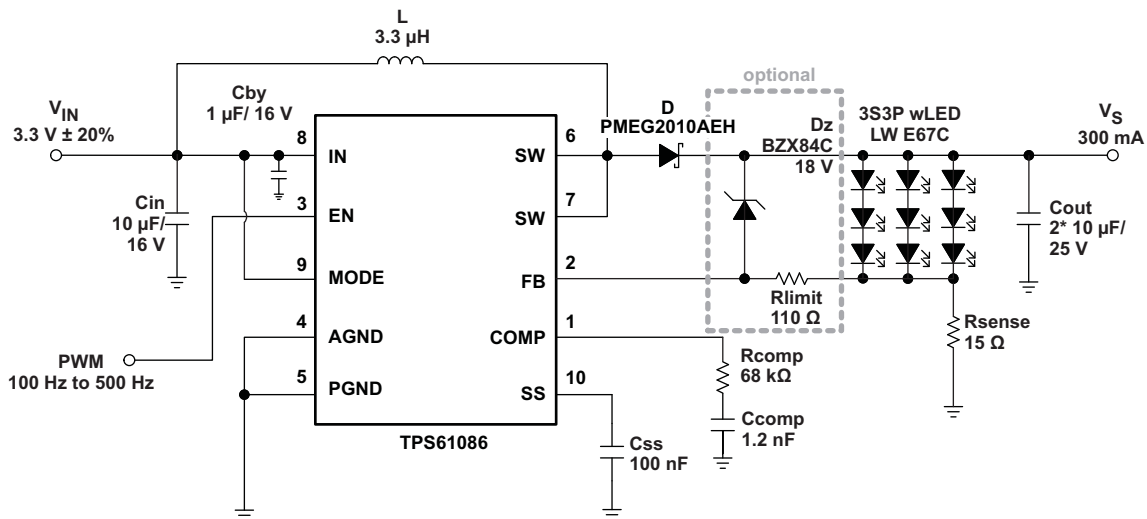 L
3.3 µH
optional
Cby
1 µF/ 16 V
VIN
3.3 V ± 20%
D
PMEG2010AEH
Dz
BZX84C
18 V
3S3P wLED
LW E67C
VS
300 mA
8
IN
6
SW
Cin
10 µF/
16 V
3
EN
7
SW
Cout
2* 10 µF/
25 V
9
MODE
2
FB
Rlimit
110 Ω
4
AGND
1
COMP
Rsense
15 Ω
PWM
100 Hz to 500 Hz
5
PGND
10
SS
Rcomp
68 kΩ
Ccomp
1.2 nF
TPS61086
Css
100 nF